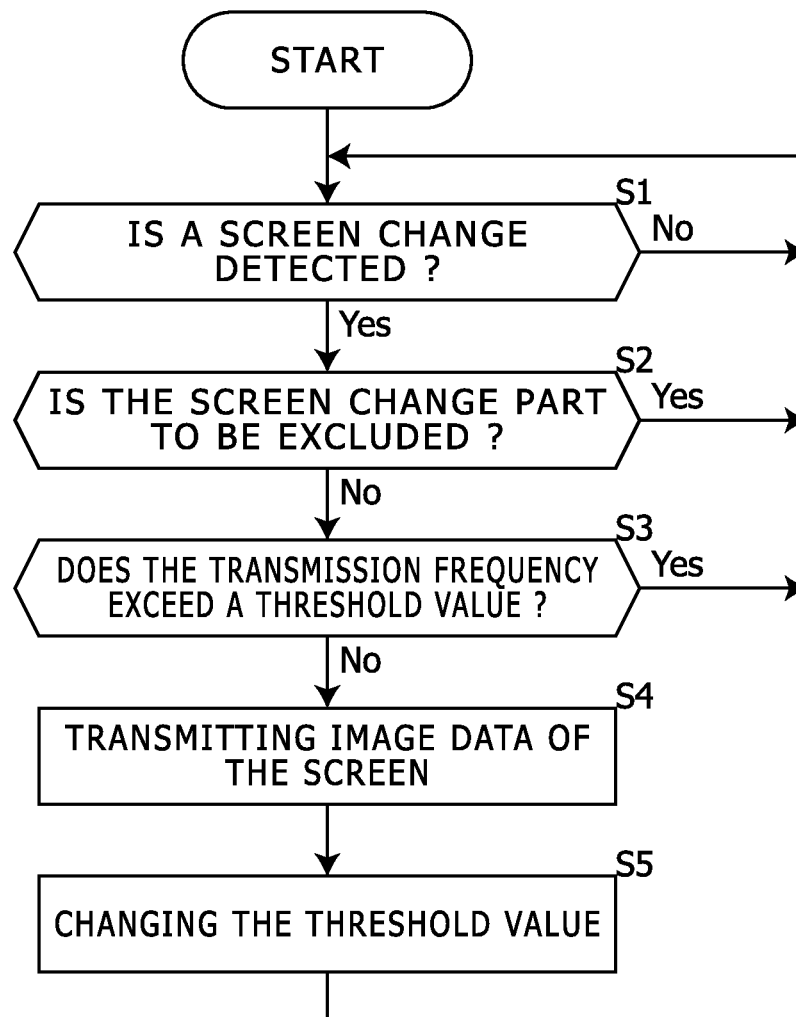 START
S1
IS A SCREEN CHANGE
DETECTED ?
No
Yes
S2
IS THE SCREEN CHANGE PART
TO BE EXCLUDED ?
Yes
No
S3
DOES THE TRANSMISSION FREQUENCY
EXCEED A THRESHOLD VALUE ?
Yes
No
S4
TRANSMITTING IMAGE DATA OF
THE SCREEN
S5
CHANGING THE THRESHOLD VALUE